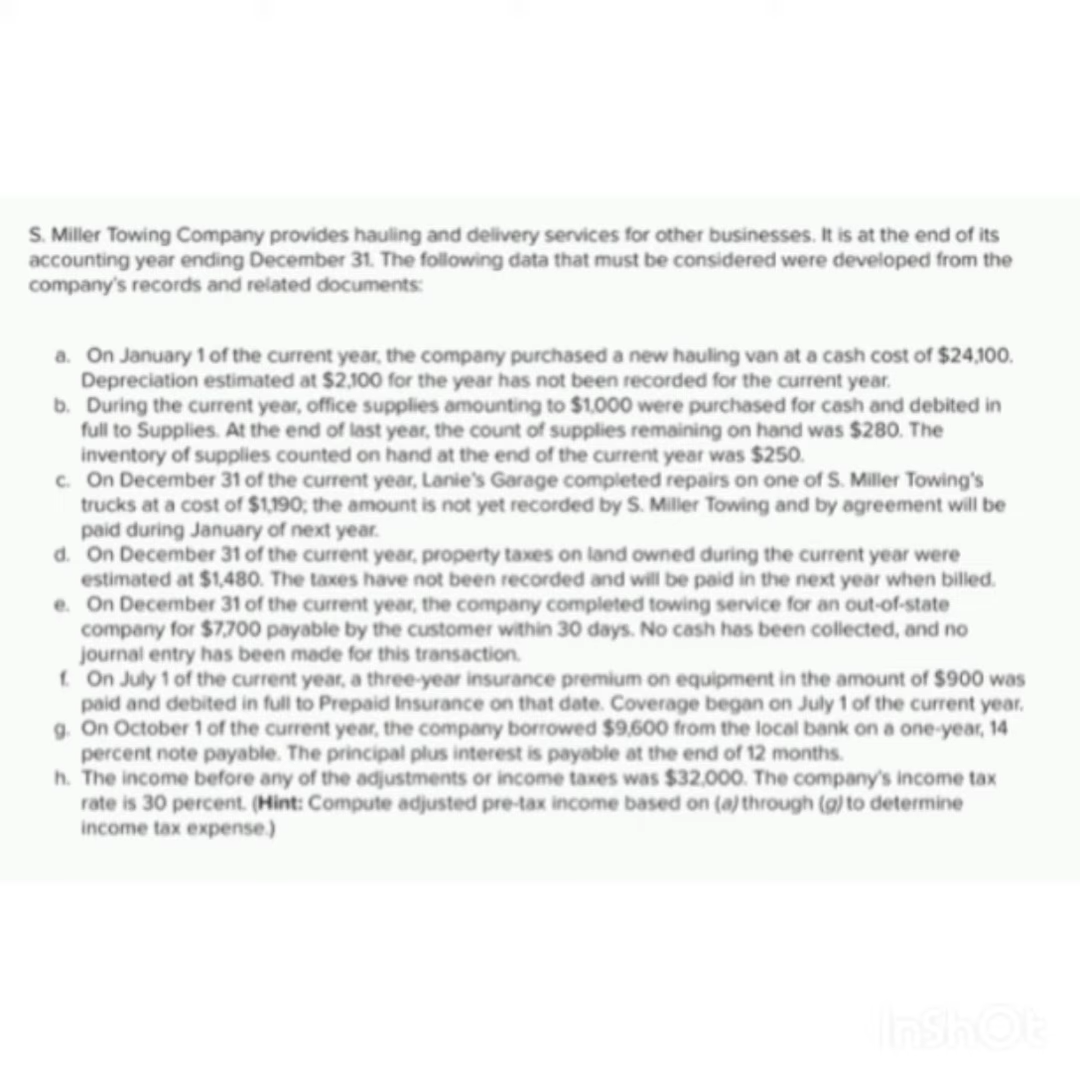 S. Miller Towing Company provides hauling and delivery services for other businesses. It is at the end of its
accounting year ending December 31. The following data that must be considered were developed from the
company's records and related documents:
a. On January 1 of the current year, the company purchased a new hauling van at a cash cost of $24,100.
Depreciation estimated at $2,100 for the year has not been recorded for the current year.
b. During the current year, office supplies amounting to $1,000 were purchased for cash and debited in
full to Supplies. At the end of last year, the count of supplies remaining on hand was $280. The
inventory of supplies counted on hand at the end of the current year was $250.
c. On December 31 of the current year, Lanie's Garage completed repairs on one of S. Miller Towing's
trucks at a cost of $1,190; the amount is not yet recorded by S. Miller Towing and by agreement will be
paid during January of next year.
d. On December 31 of the current year, property taxes on land owned during the current year were
estimated at $1,480. The taxes have not been recorded and will be paid in the next year when billed.
e. On December 31 of the current year, the company completed towing service for an out-of-state
company for $7,700 payable by the customer within 30 days. No cash has been collected, and no
journal entry has been made for this transaction.
f. On July 1 of the current year, a three-year insurance premium on equipment in the amount of $900 was
paid and debited in full to Prepaid Insurance on that date. Coverage began on July 1 of the current year.
g. On October 1 of the current year, the company borrowed $9,600 from the local bank on a one-year, 14
percent note payable. The principal plus interest is payable at the end of 12 months.
h. The income before any of the adjustments or income taxes was $32,000. The company's income tax
rate is 30 percent. (Hint: Compute adjusted pre-tax income based on (a) through (g) to determine
income tax expense.)
InShOt